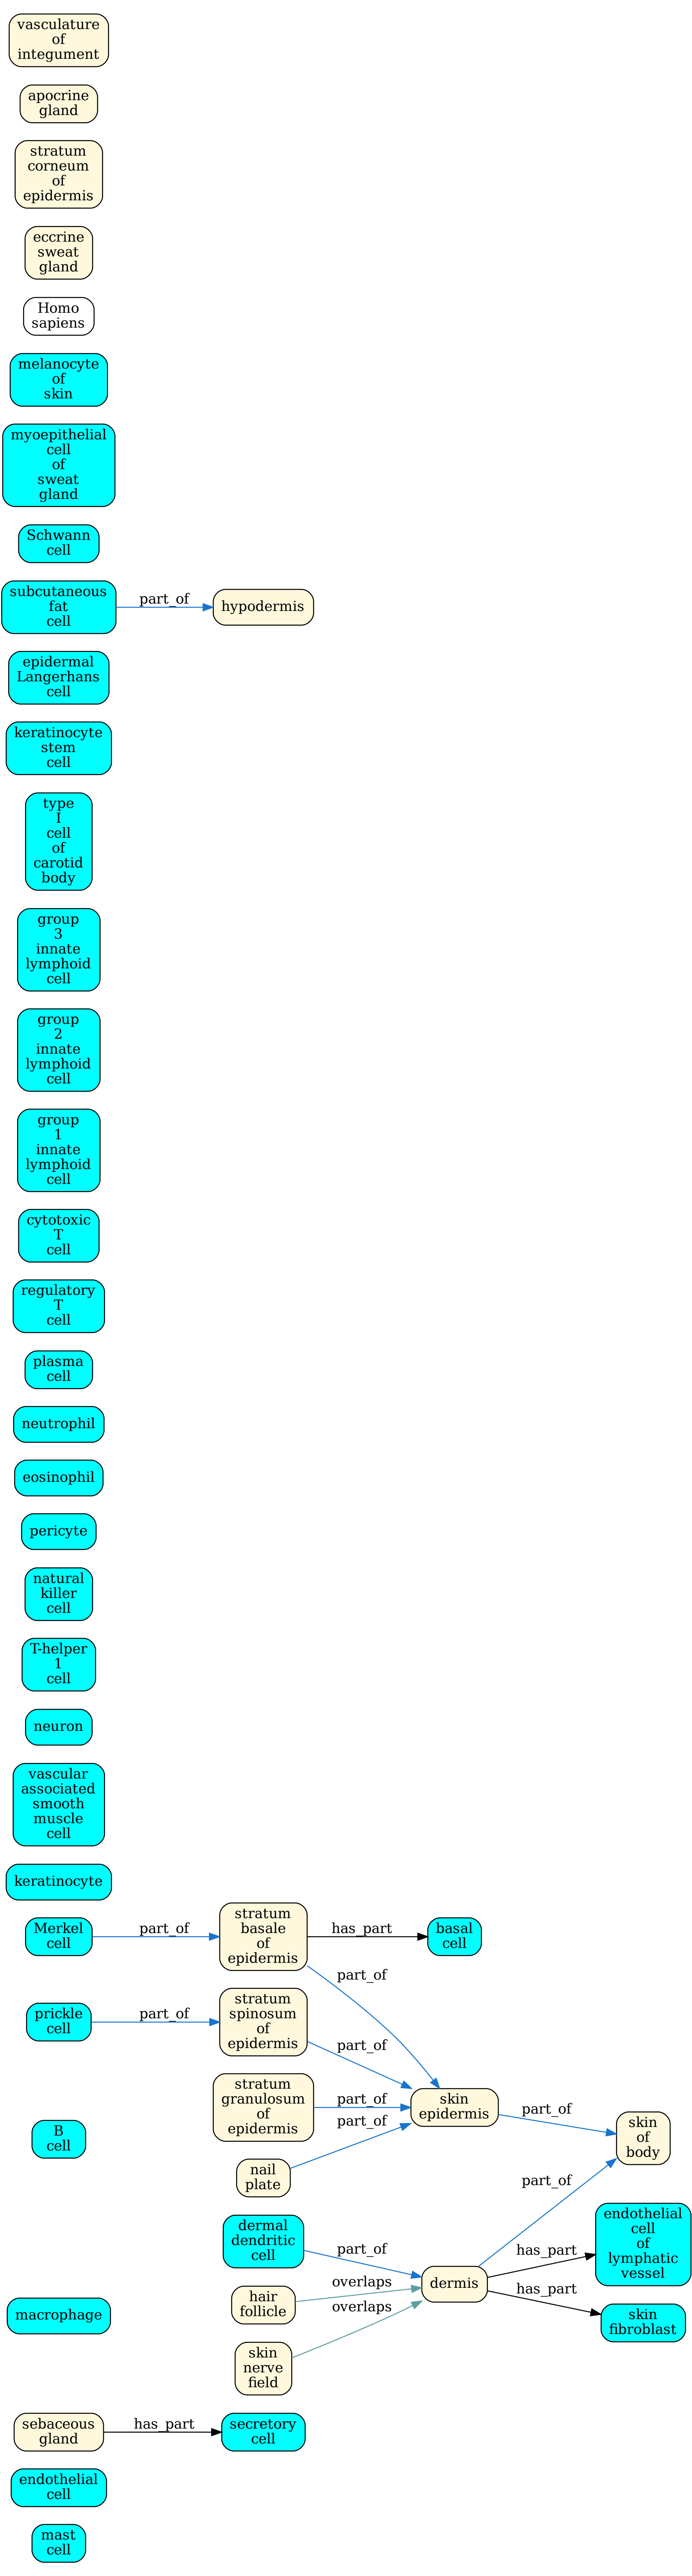 vasculature
of
integument
apocrine
gland
stratum
corneum
of
epidermis
eccrine
sweat
gland
Homo
sapiens
melanocyte
of
skin
myoepithelial
cell
of
sweat
gland
Schwann
cell
subcutaneous
fat
cell
part_of
hypodermis
epidermal
Langerhans
cell
keratinocyte
stem
cell
type
I
cell
of
carotid
body
group
3
innate
lymphoid
cell
group
2
innate
lymphoid
cell
group
1
innate
lymphoid
cell
cytotoxic
T
cell
regulatory
T
cell
plasma
cell
neutrophil
eosinophil
pericyte
natural
killer
cell
T-helper
1
cell
neuron
vascular
associated
smooth
muscle
cell
keratinocyte
Merkel
cell
part_of
stratum
basale
of
epidermis
has_part
basal
cell
part_of
prickle
cell
part_of
stratum
spinosum
of
epidermis
part_of
stratum
granulosum
of
epidermis
part_of
skin
epidermis
part_of
skin
of
body
B
cell
nail
plate
part_of
dermal
dendritic
cell
part_of
dermis
part_of
has_part
endothelial
cell
of
lymphatic
vessel
has_part
skin
fibroblast
macrophage
hair
follicle
overlaps
skin
nerve
field
overlaps
sebaceous
gland
has_part
secretory
cell
endothelial
cell
mast
cell